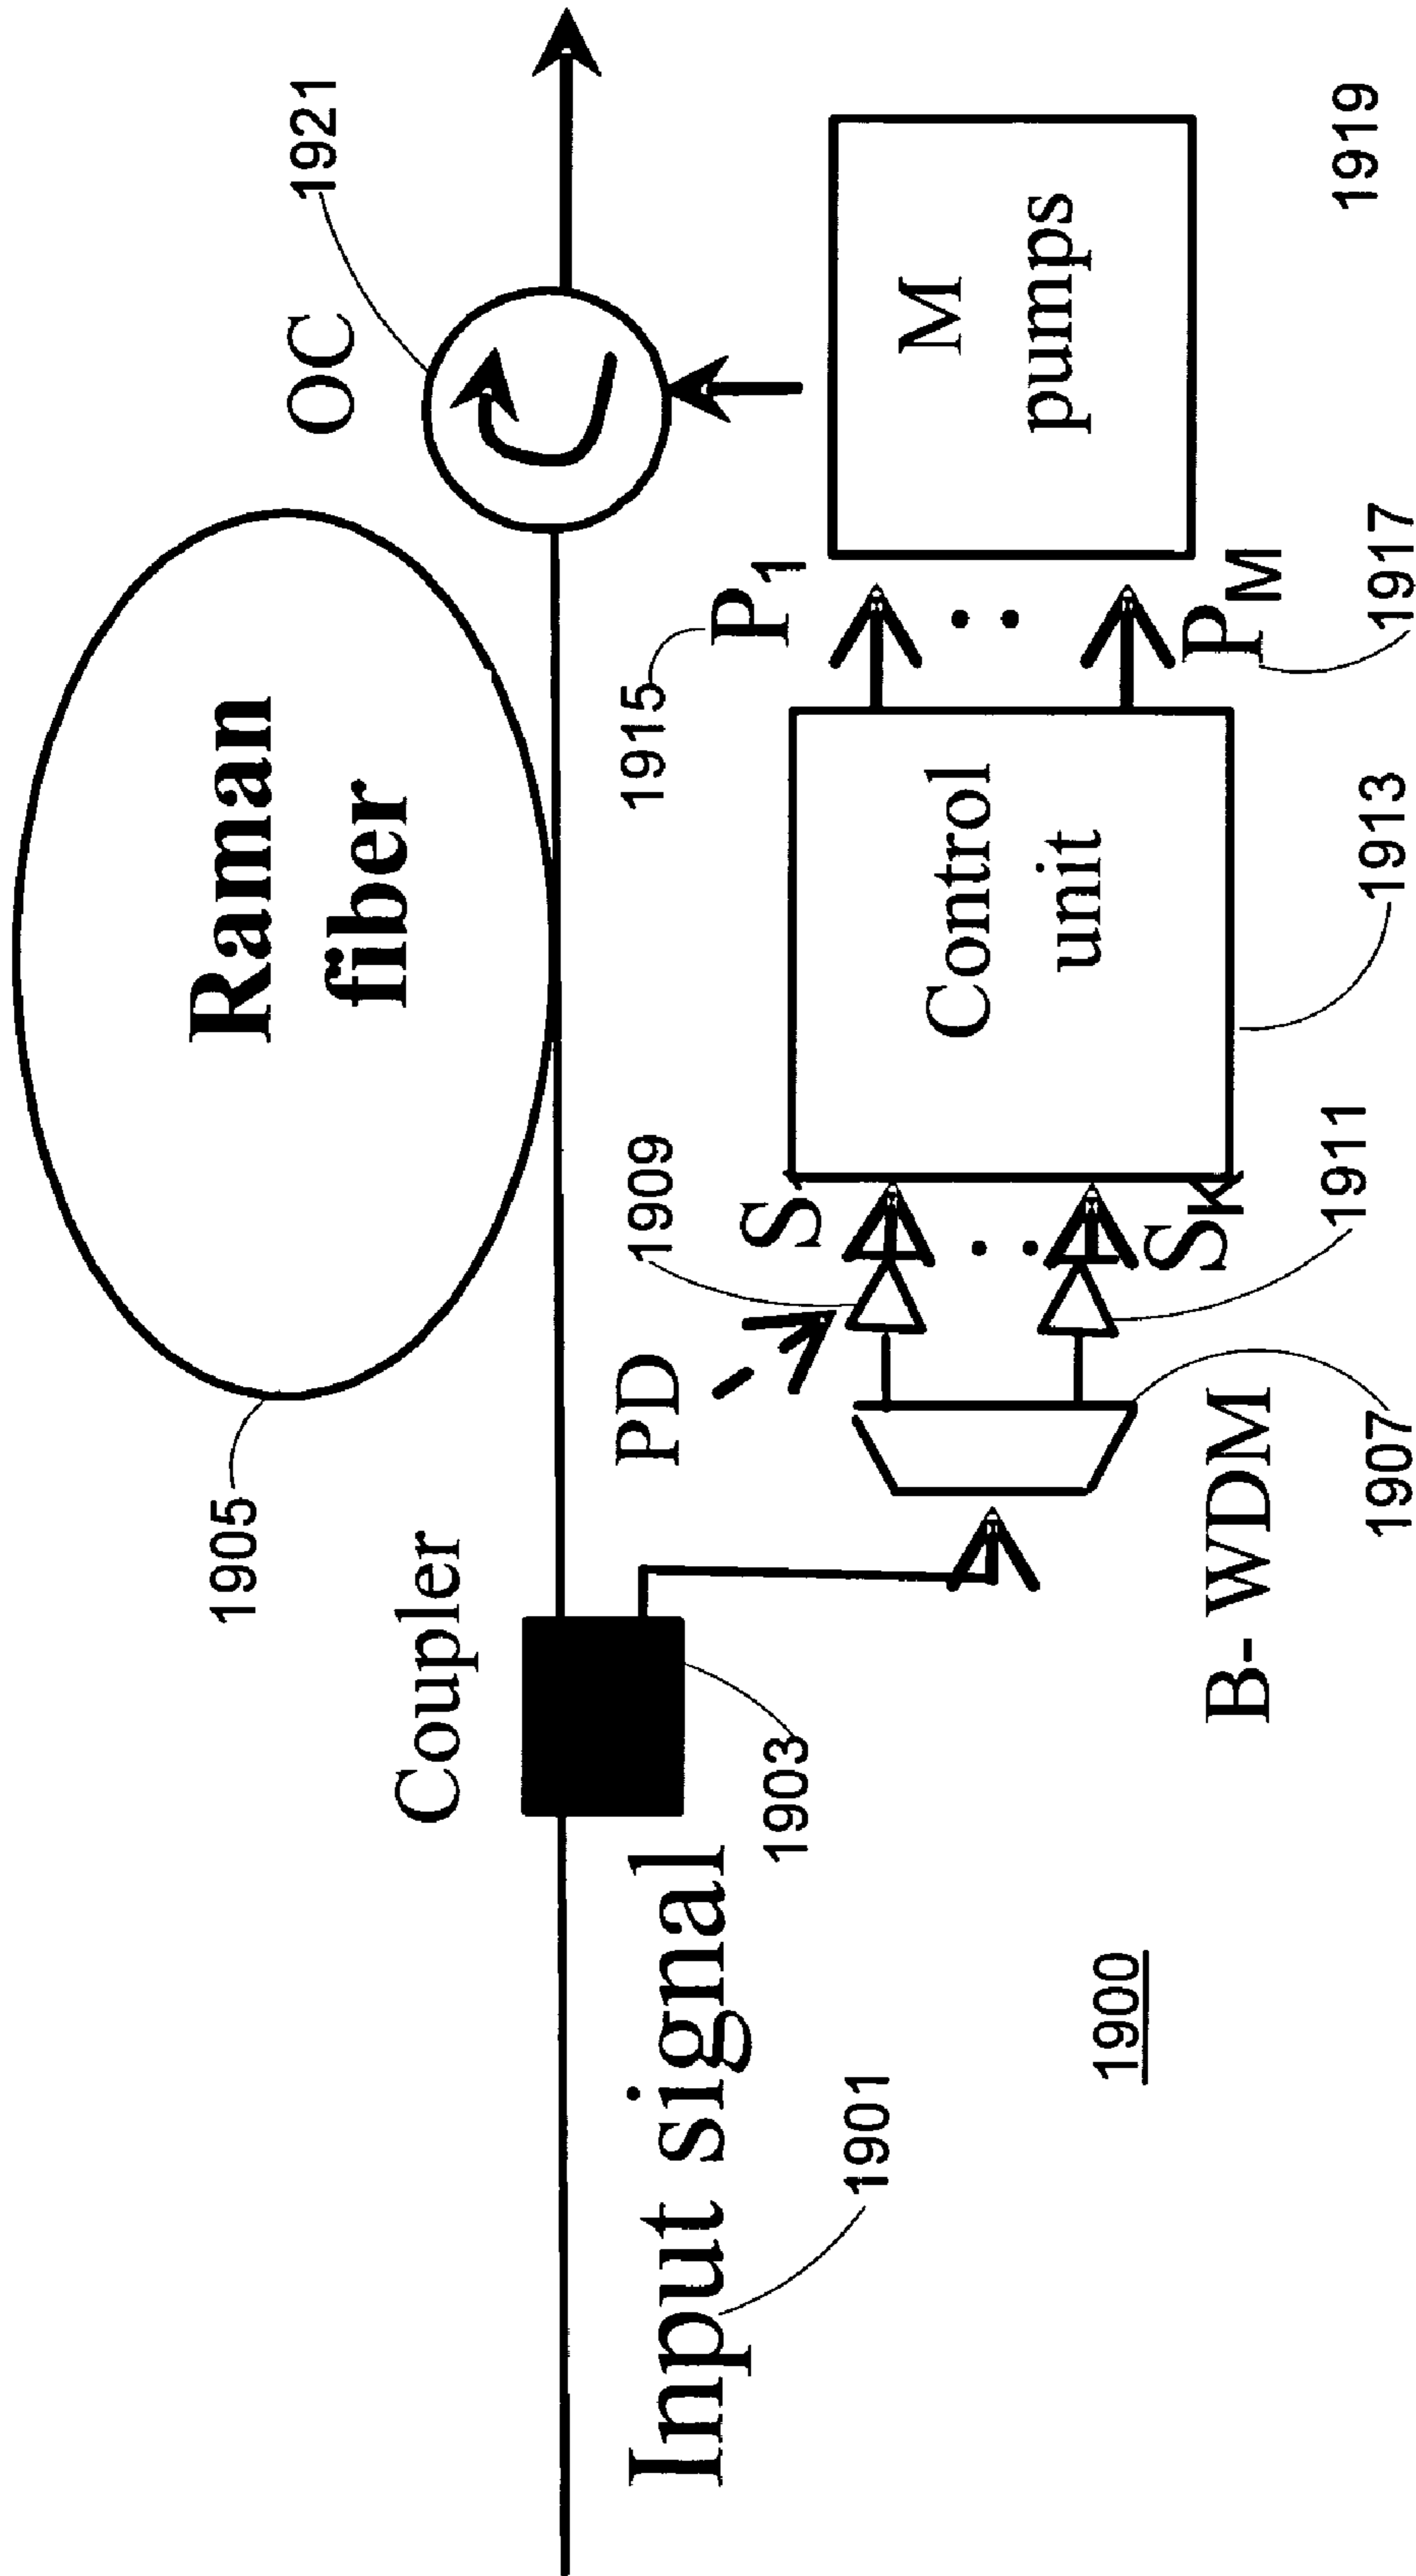 Raman
fiber
1905
Coupler
OC
1921
Input signal
1901
1903
PD
1909
S
1915
P1
Control
unit
M
pumps
SK
PM
B- WDM
1907
1911
1913
1917
1919
1900